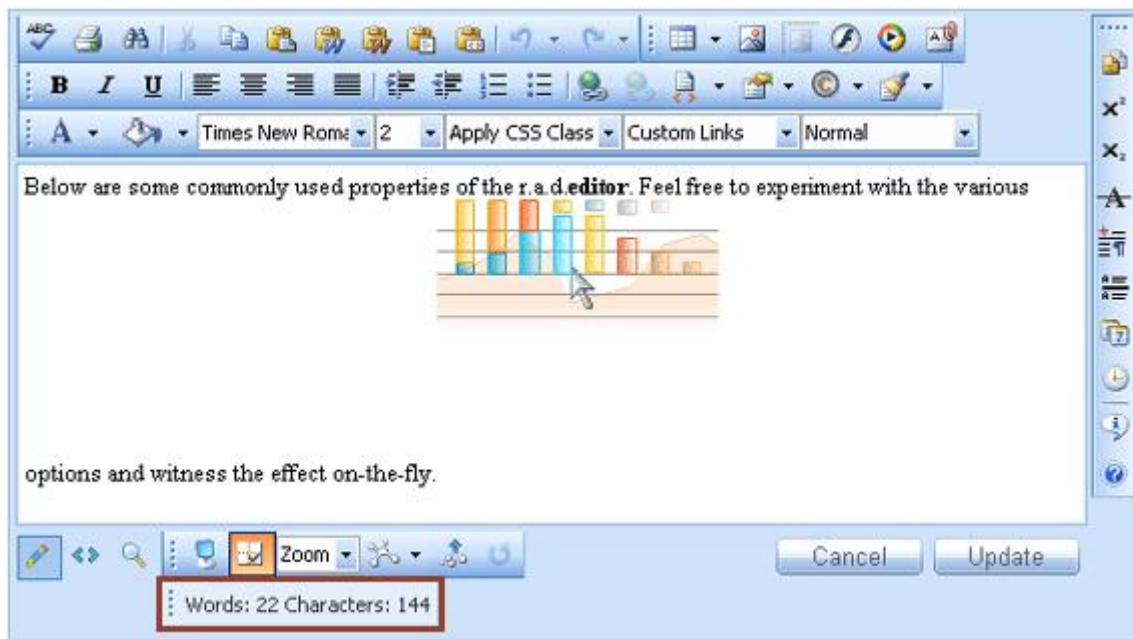 ABC
B I U
A Times New Roma 2 Apply CSS Class Custom Links Normal
Below are some commonly used properties of the r.a.d.editor. Feel free to experiment with the various
options and witness the effect on-the-fly.
Zoom
Cancel Update
Words: 22 Characters: 144